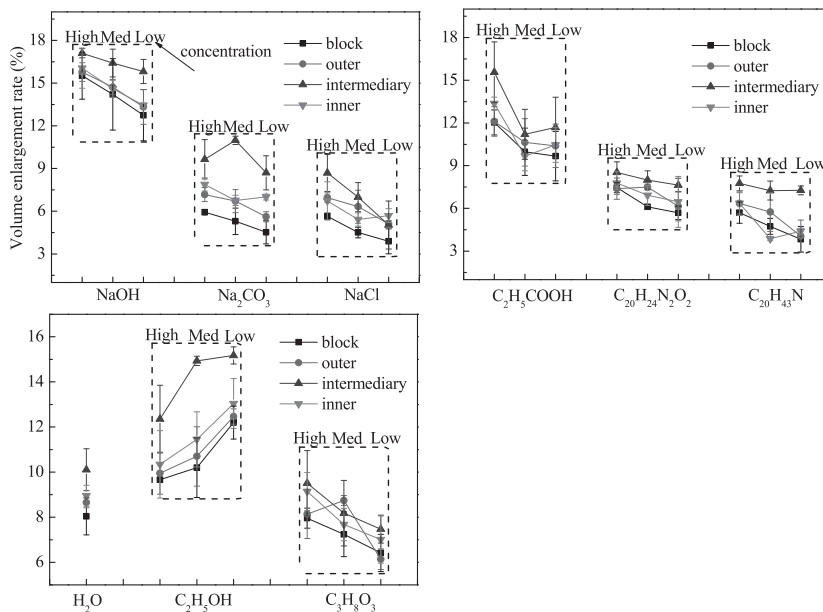 Volume enlargement rate (%)
18
15
12
9
6
3
High Med Low
concentration
block
outer
intermediary
inner
High Med Low
High Med Low
NaOH
Na₂CO₃
NaCl
18
15
12
9
6
3
High Med Low
block
outer
intermediary
inner
High Med Low
High Med Low
C₂H₅COOH
C₂₀H₂₄N₂O₂
C₂₀H₄₃N
16
14
12
10
8
6
High Med Low
block
outer
intermediary
inner
High Med Low
H₂O
C₂H₅OH
C₃H₈O₃